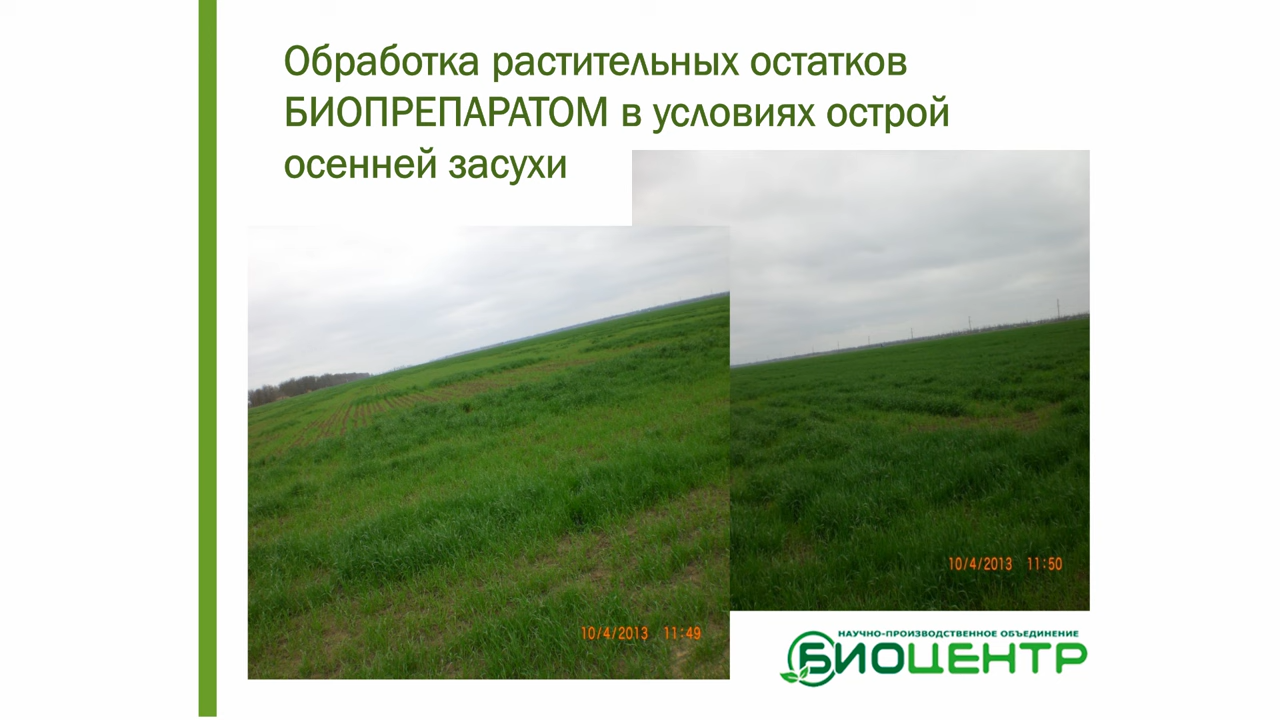 Обработка растительных остатков
БИОПРЕПАРАТОМ в условиях острой
осенней засухи
10/4/2013 11:50
10/4/2013 11:49
НАУЧНО-ПРОИЗВОДСТВЕННОЕ ОБЪЕДИНЕНИЕ
БИОЦЕНТР